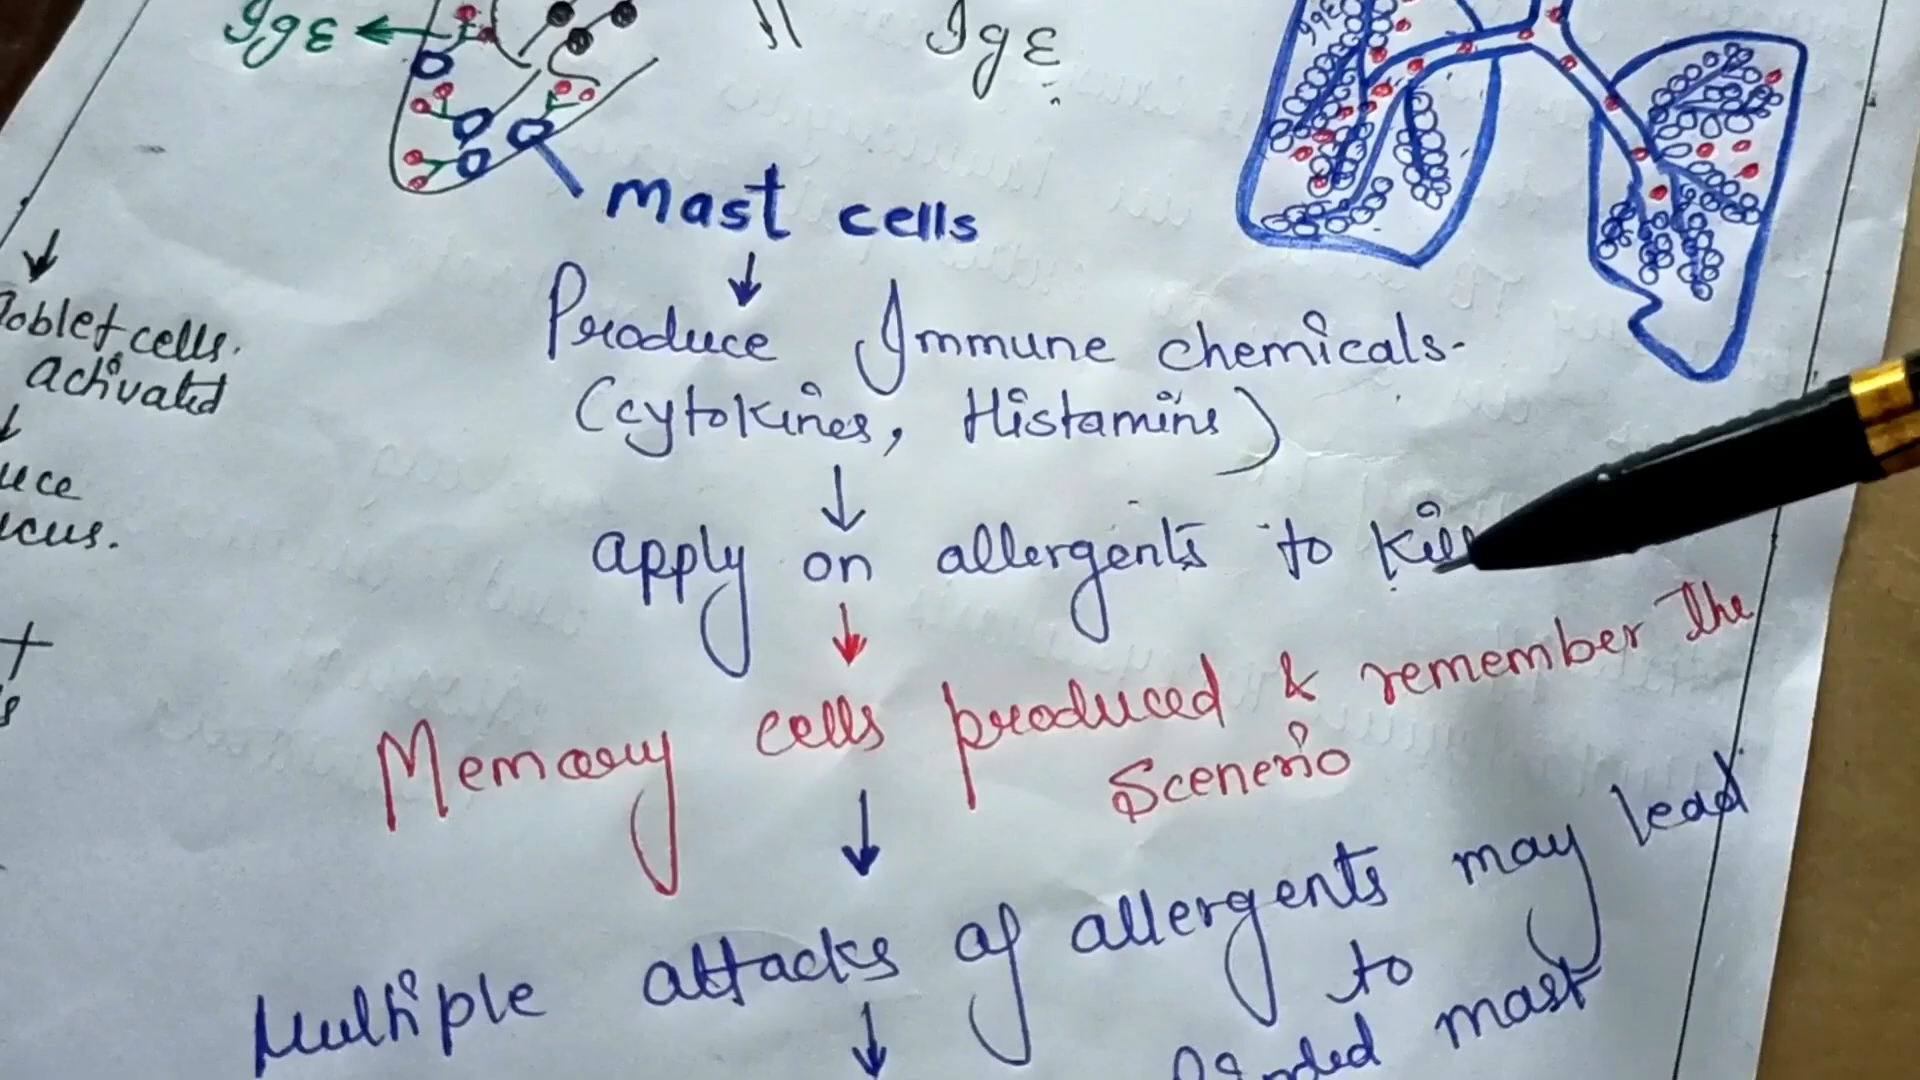 IgE
IgE
mast cells
Produce Immune chemicals-
(cytokines, Histamins)
apply on allergents to
Memory cells produced & remember the
Scenerio
Multiple attacks of allergents may lead
to
mast
oblet cells.
activated
uce
ucus.